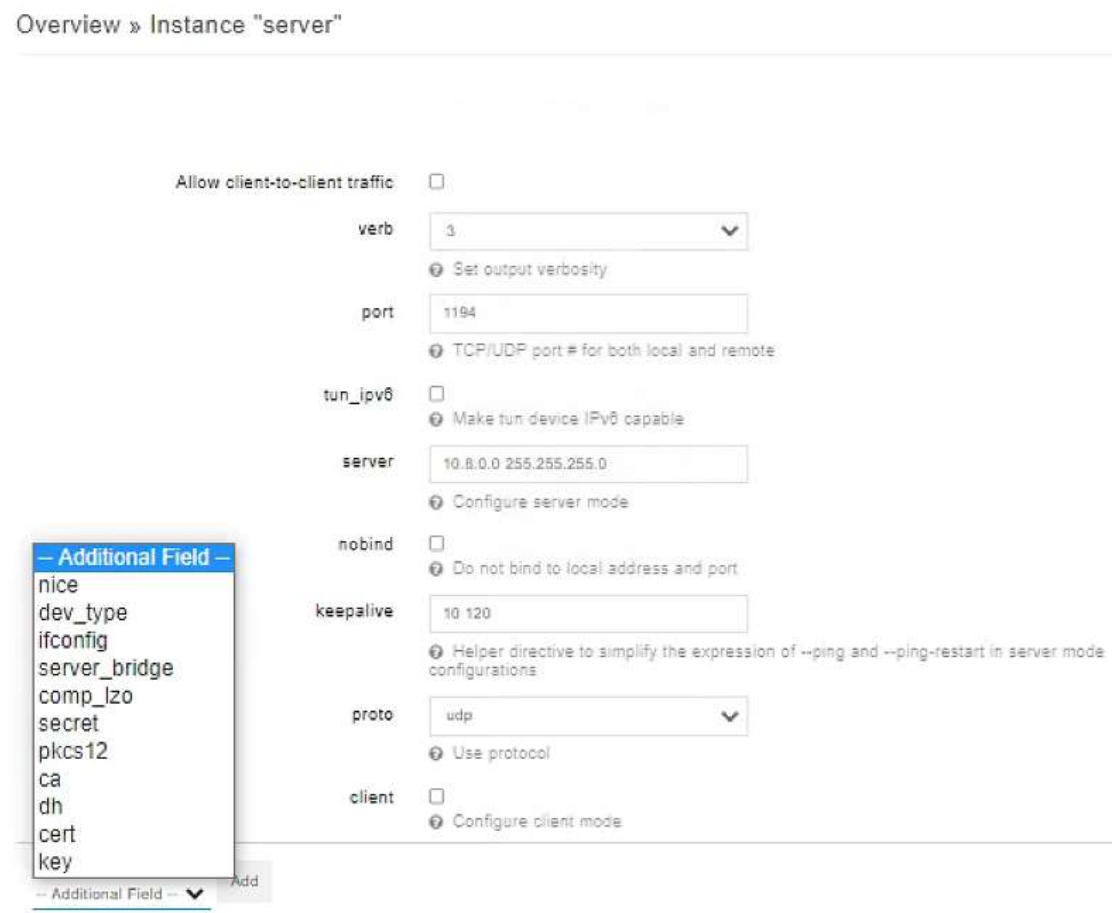 Overview » Instance "server"
Allow client-to-client traffic
verb 3
Set output verbosity
port 1194
TCP/UDP port # for both local and remote
tun_ipv6
Make tun device IPv6 capable
server 10.8.0.0 255.255.255.0
Configure server mode
nobind
Do not bind to local address and port
keepalive 10 120
Helper directive to simplify the expression of --ping and --ping-restart in server mode
configurations
proto udp
Use protocol
client
Configure client mode
-- Additional Field --
nice
dev_type
ifconfig
server_bridge
comp_lzo
secret
pkcs12
ca
dh
cert
key
-- Additional Field -- Add